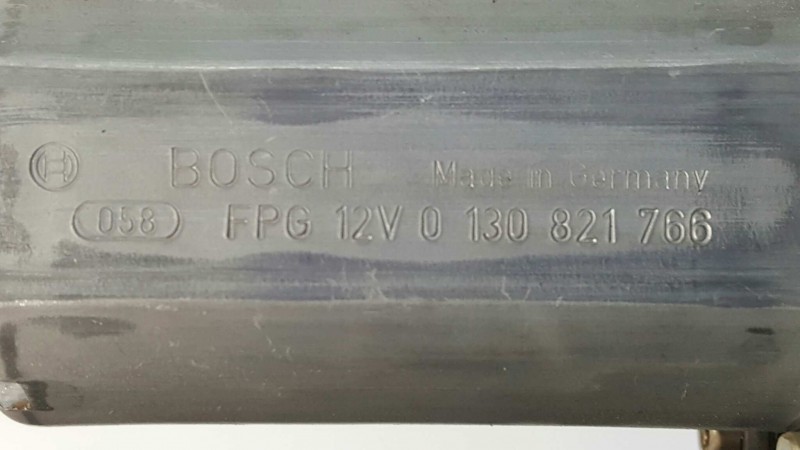 BOSCH Made in Germany
058 FPG 12V 0 130 821 766